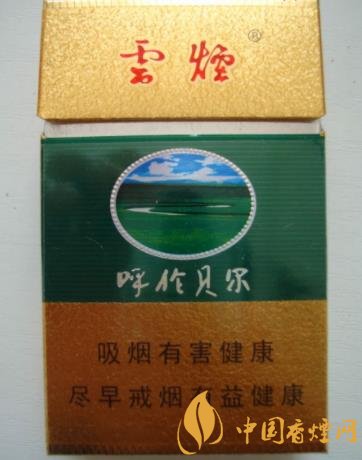 雲煙®
呼伦贝尔
吸烟有害健康
尽早戒烟有益健康
中国香烟网